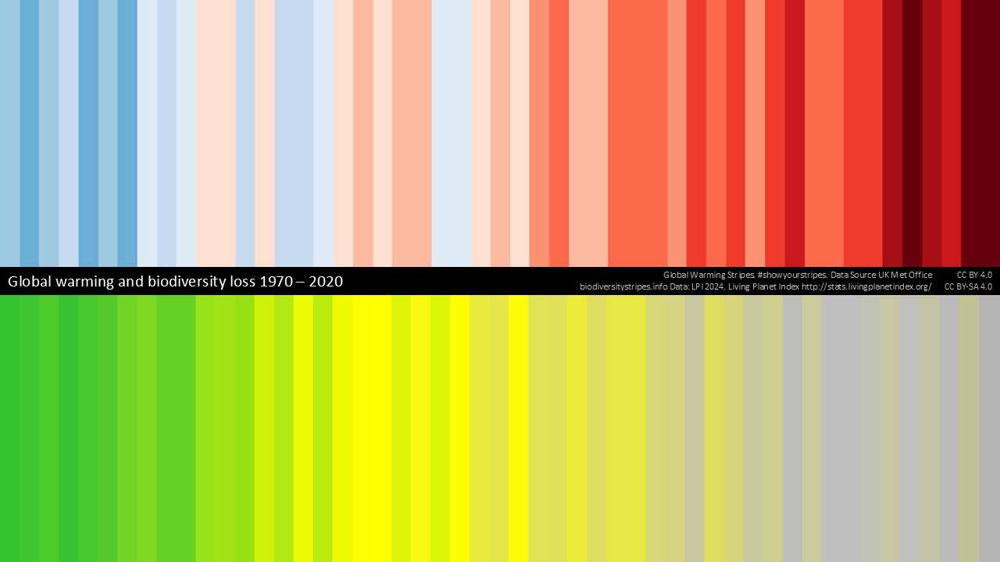 Global warming and biodiversity loss 1970 – 2020
Global Warming Stripes. #showyourstripes. Data Source UK Met Office CC BY 4.0
biodiversitystripes.info Data: LPI 2024. Living Planet Index http://stats.livingplanetindex.org/ CC BY-SA 4.0